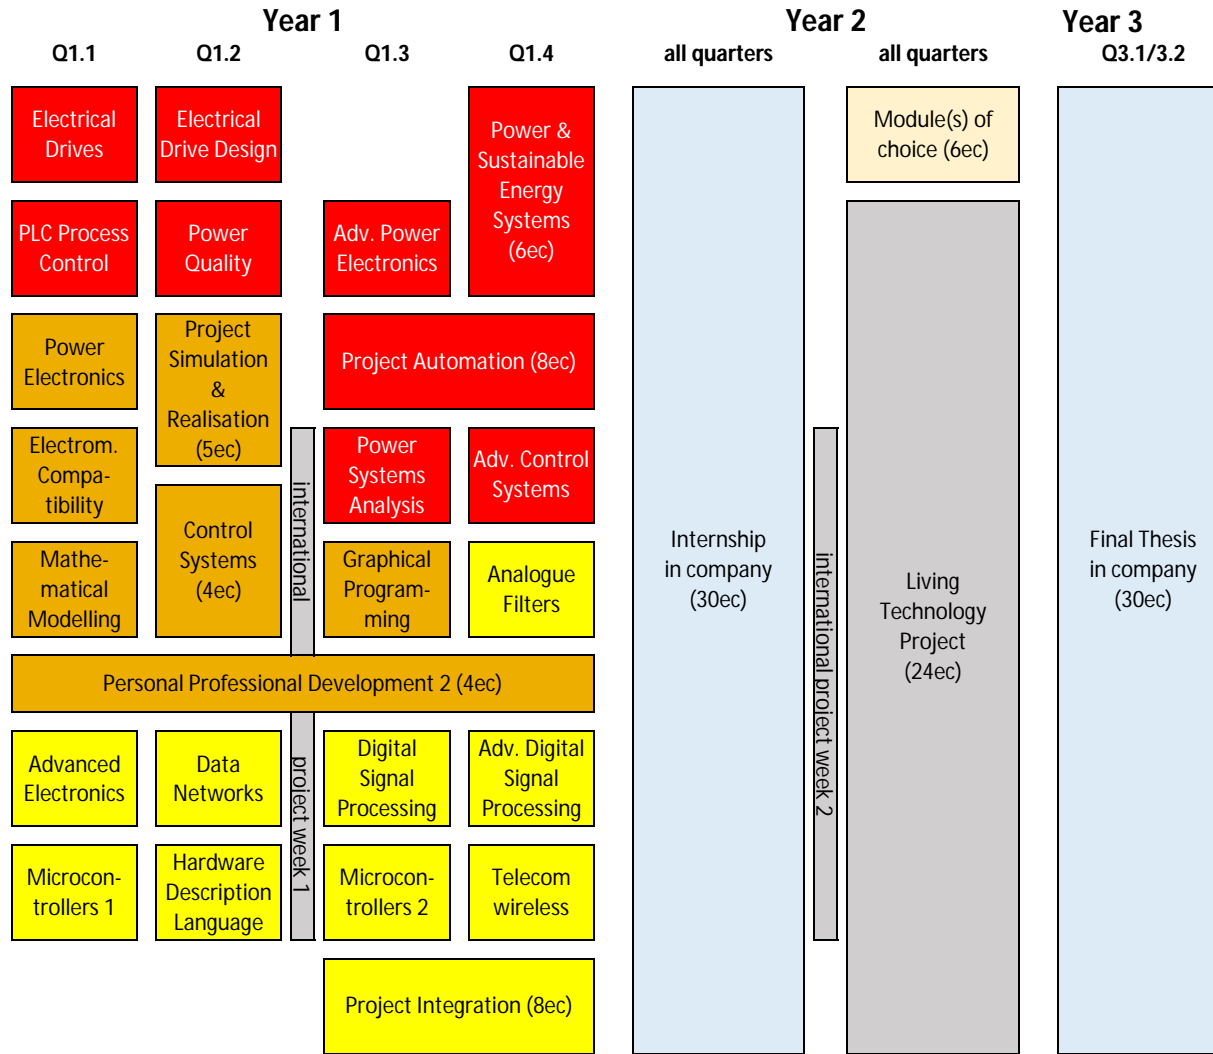 Year 1
Year 2
Year 3
Q1.1
Q1.2
Q1.3
Q1.4
all quarters
all quarters
Q3.1/3.2
Electrical
Drives
Electrical
Drive Design
Power &
Sustainable
Energy
Systems
(6ec)
Module(s) of
choice (6ec)
PLC Process
Control
Power
Quality
Adv. Power
Electronics
Power
Electronics
Project
Simulation
&
Realisation
(5ec)
Project Automation (8ec)
Electrom.
Compa-
tibility
Control
Systems
(4ec)
international
Power
Systems
Analysis
Adv. Control
Systems
Mathe-
matical
Modelling
Graphical
Program-
ming
Analogue
Filters
Internship
in company
(30ec)
international project week 2
Living
Technology
Project
(24ec)
Final Thesis
in company
(30ec)
Personal Professional Development 2 (4ec)
Advanced
Electronics
Data
Networks
project week 1
Digital
Signal
Processing
Adv. Digital
Signal
Processing
Microcon-
trollers 1
Hardware
Description
Language
Microcon-
trollers 2
Telecom
wireless
Project Integration (8ec)